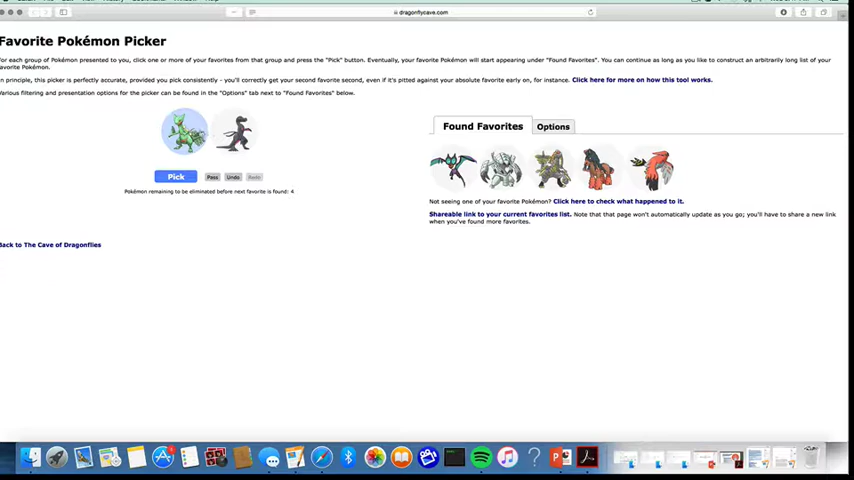 dragonflycave.com
Favorite Pokémon Picker
For each group of Pokémon presented to you, click one or more of your favorites from that group and press the "Pick" button. Eventually, your favorite Pokémon will start appearing under "Found Favorites". You can continue as long as you like to construct an arbitrarily long list of your
favorite Pokémon.
In principle, this picker is perfectly accurate, provided you pick consistently - you'll correctly get your second favorite second, even if it's pitted against your absolute favorite early on, for instance. Click here for more on how this tool works.
Various filtering and presentation options for the picker can be found in the "Options" tab next to "Found Favorites" below.
Found Favorites Options
Pick Pass Undo Redo
Pokémon remaining to be eliminated before next favorite is found: 4
Not seeing one of your favorite Pokémon? Click here to check what happened to it.
Shareable link to your current favorites list. Note that that page won't automatically update as you go; you'll have to share a new link
when you've found more favorites.
Back to The Cave of Dragonflies